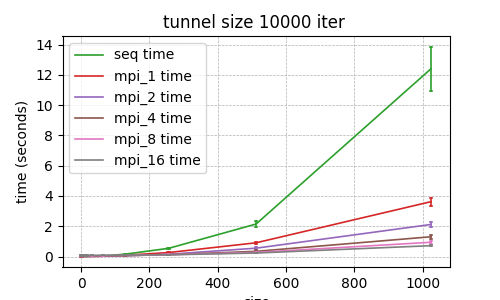 tunnel size 10000 iter
14
12
10
8
6
4
2
0
time (seconds)
seq time
mpi_1 time
mpi_2 time
mpi_4 time
mpi_8 time
mpi_16 time
0 200 400 600 800 1000
size